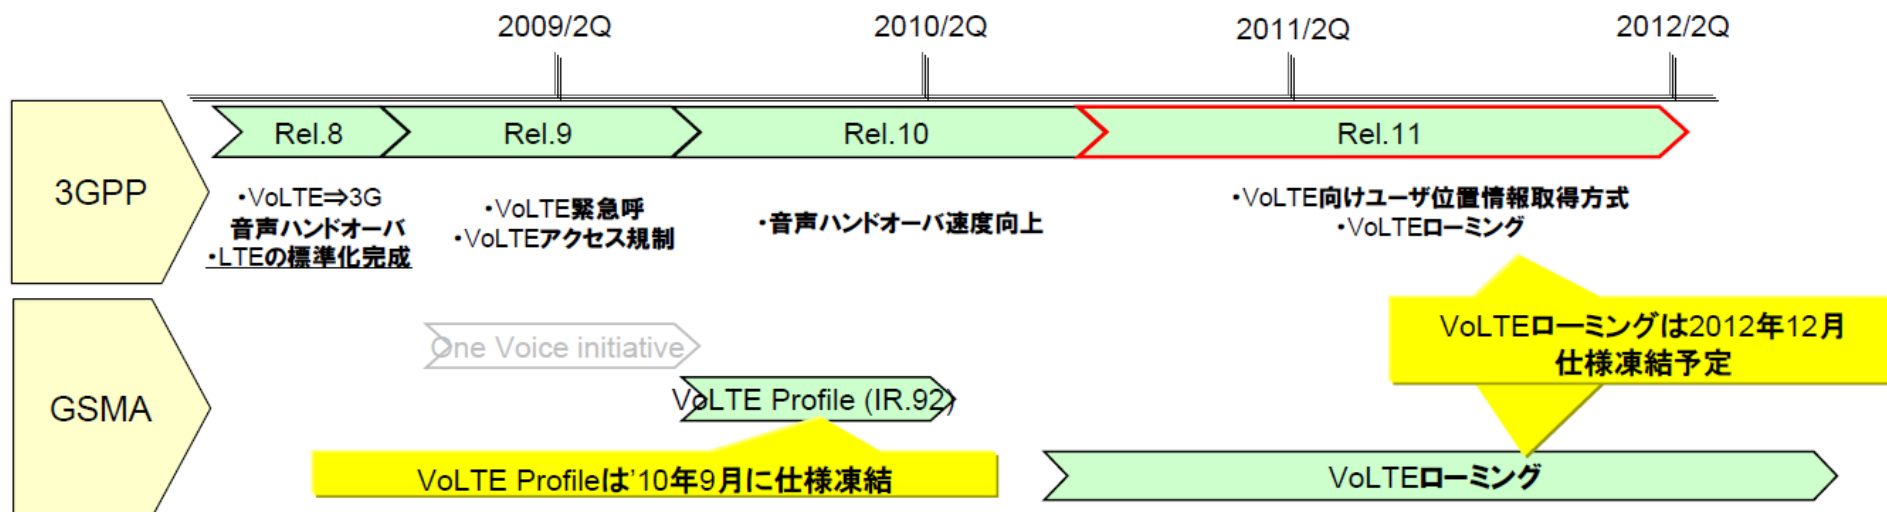 2009/2Q 2010/2Q 2011/2Q 2012/2Q
3GPP
Rel.8 Rel.9 Rel.10 Rel.11
・VoLTE⇒3G
音声ハンドオーバ
・LTEの標準化完成
・VoLTE緊急呼
・VoLTEアクセス規制
・音声ハンドオーバ速度向上
・VoLTE向けユーザ位置情報取得方式
・VoLTEローミング
GSMA
One Voice initiative
VoLTE Profile (IR.92)
VoLTE Profileは'10年9月に仕様凍結
VoLTEローミングは2012年12月
仕様凍結予定
VoLTEローミング